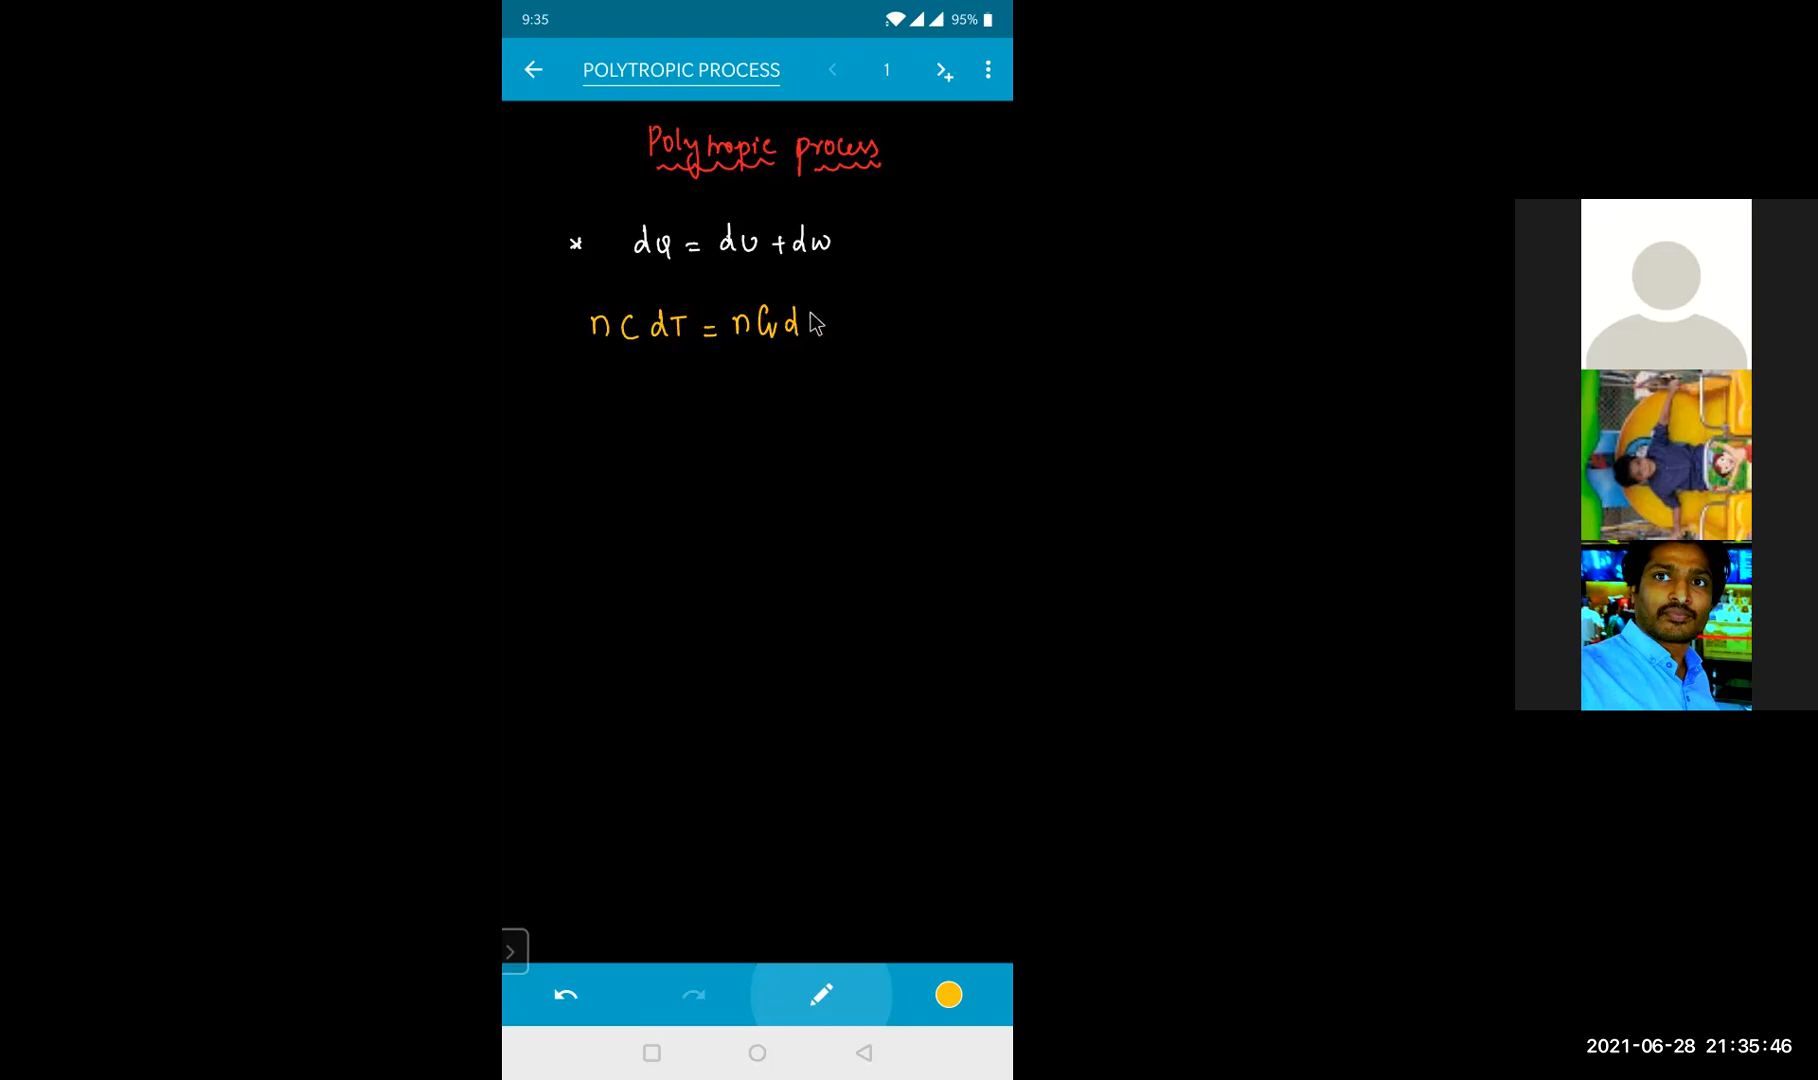 9:35
95%
POLYTROPIC PROCESS
1
Polytropic process
* dQ = dU + dW
n C dT = n Cv d
2021-06-28 21:35:46